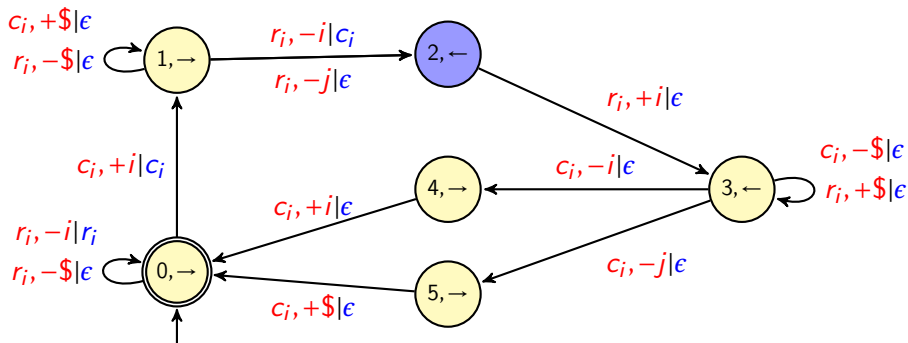 c_i, +$|ϵ
r_i, −$|ϵ
1, →
r_i, −i|c_i
r_i, −j|ϵ
2, ←
r_i, +i|ϵ
c_i, +i|c_i
c_i, −i|ϵ
4, →
3, ←
c_i, −$|ϵ
r_i, +$|ϵ
c_i, +i|ϵ
r_i, −i|r_i
r_i, −$|ϵ
0, →
c_i, −j|ϵ
5, →
c_i, +$|ϵ